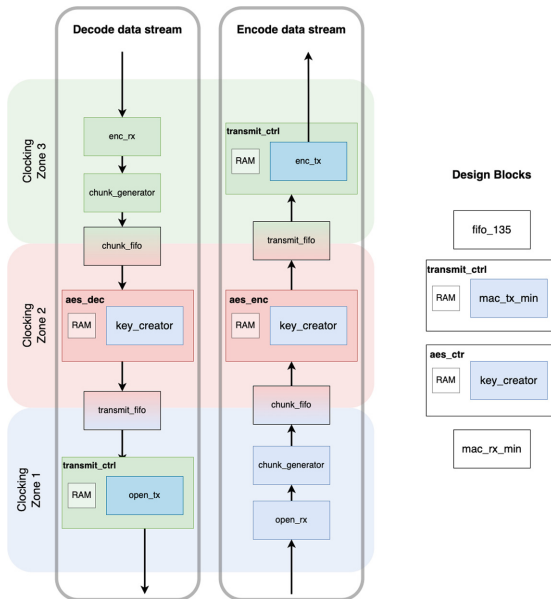 Decode data stream
Encode data stream
Clocking
Zone 3
enc_rx
chunk_generator
transmit_ctrl
RAM
enc_tx
chunk_fifo
transmit_fifo
Clocking
Zone 2
aes_dec
RAM
key_creator
aes_enc
RAM
key_creator
transmit_fifo
chunk_fifo
Clocking
Zone 1
transmit_ctrl
RAM
open_tx
chunk_generator
open_rx
Design Blocks
fifo_135
transmit_ctrl
RAM
mac_tx_min
aes_ctr
RAM
key_creator
mac_rx_min